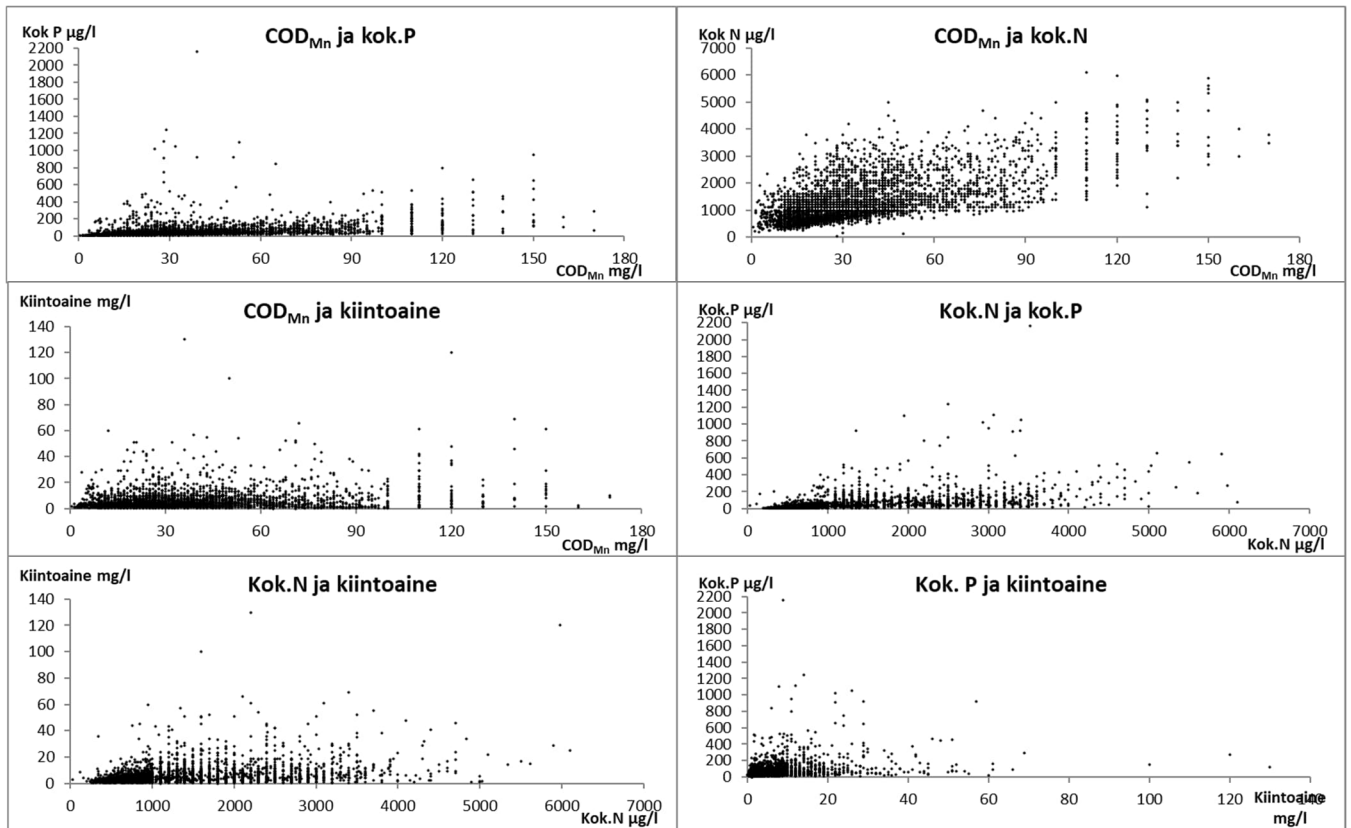 Kok P µg/l
COD Mn ja kok.P
2200
2000
1800
1600
1400
1200
1000
800
600
400
200
0
30 60 90 120 150 180
COD Mn mg/l
Kok N µg/l
COD Mn ja kok.N
7000
6000
5000
4000
3000
2000
1000
0
0 30 60 90 120 150 180
COD Mn mg/l
Kiintoaine mg/l
COD Mn ja kiintoaine
140
120
100
80
60
40
20
0
0 30 60 90 120 150 180
COD Mn mg/l
Kok.P µg/l
Kok.N ja kok.P
2200
2000
1800
1600
1400
1200
1000
800
600
400
200
0
0 1000 2000 3000 4000 5000 6000 7000
Kok.N µg/l
Kiintoaine mg/l
Kok.N ja kiintoaine
140
120
100
80
60
40
20
0
0 1000 2000 3000 4000 5000 6000 7000
Kok.N µg/l
Kok.P µg/l
Kok. P ja kiintoaine
2200
2000
1800
1600
1400
1200
1000
800
600
400
200
0
0 20 40 60 80 100 120 140
Kiintoaine
mg/l